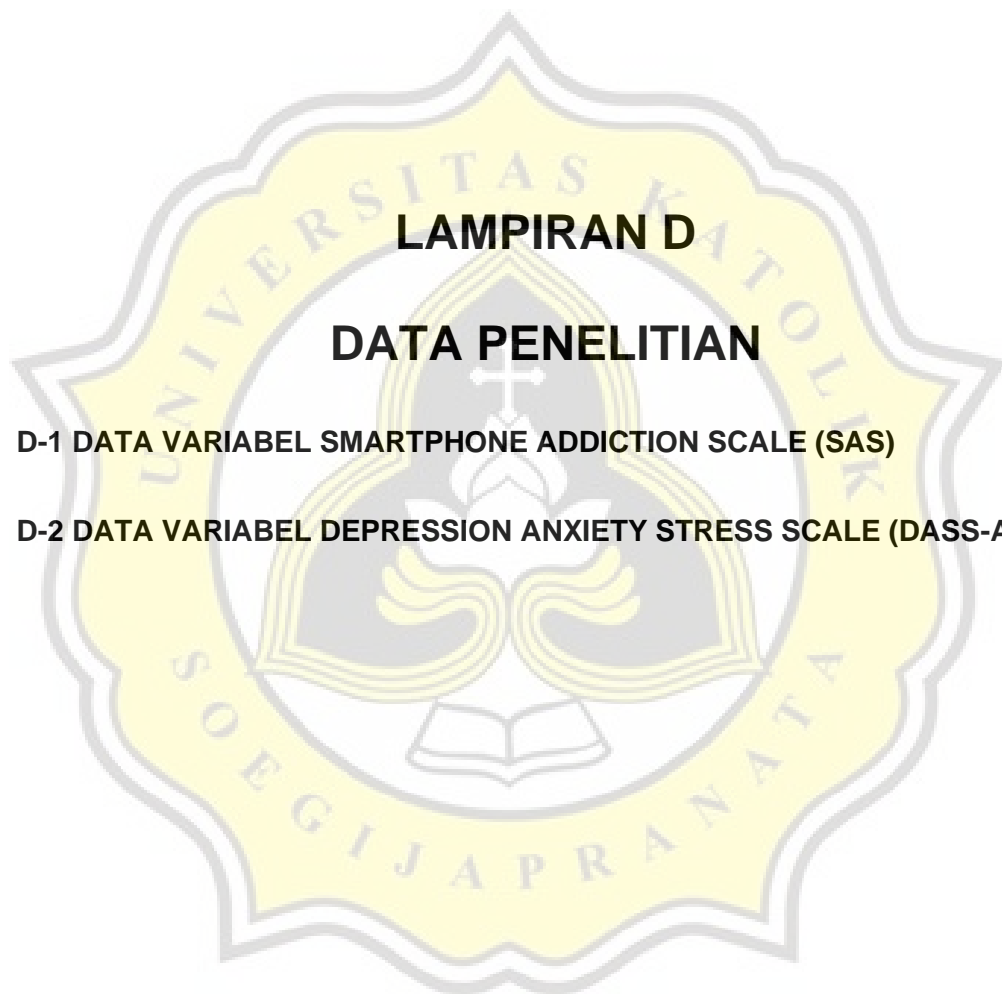 LAMPIRAN D
DATA PENELITIAN
D-1 DATA VARIABEL SMARTPHONE ADDICTION SCALE (SAS)
D-2 DATA VARIABEL DEPRESSION ANXIETY STRESS SCALE (DASS-A
UNIVERSITAS KATOLIK
SOEGIJAPRANATA